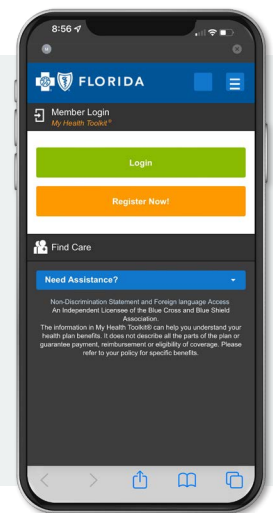 8:56
FLORIDA
Member Login
My Health Toolkit®
Login
Register Now!
Find Care
Need Assistance?
Non-Discrimination Statement and Foreign language Access
An Independent Licensee of the Blue Cross and Blue Shield
Association.
The information in My Health Toolkit® can help you understand your
health plan benefits. It does not describe all the parts of the plan or
guarantee payment, reimbursement or eligibility of coverage. Please
refer to your policy for specific benefits.